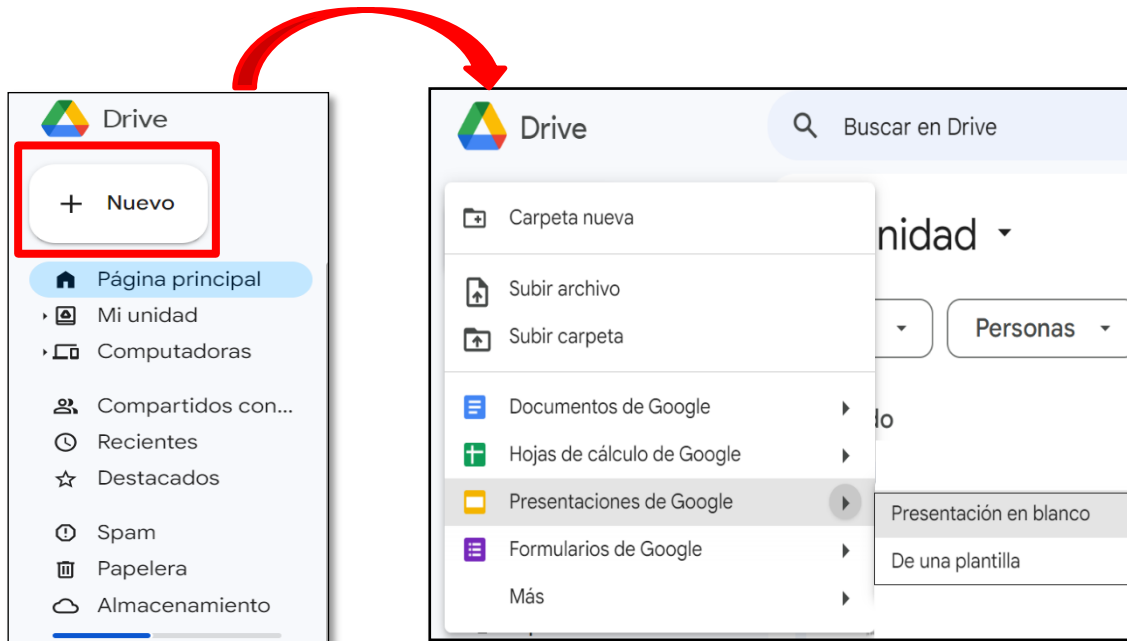 Drive
+ Nuevo
Página principal
Mi unidad
Computadoras
Compartidos con...
Recientes
Destacados
Spam
Papelera
Almacenamiento
Drive
Buscar en Drive
Carpeta nueva
nidad
Subir archivo
Subir carpeta
Personas
Documentos de Google
do
Hojas de cálculo de Google
Presentaciones de Google
Presentación en blanco
Formularios de Google
De una plantilla
Más